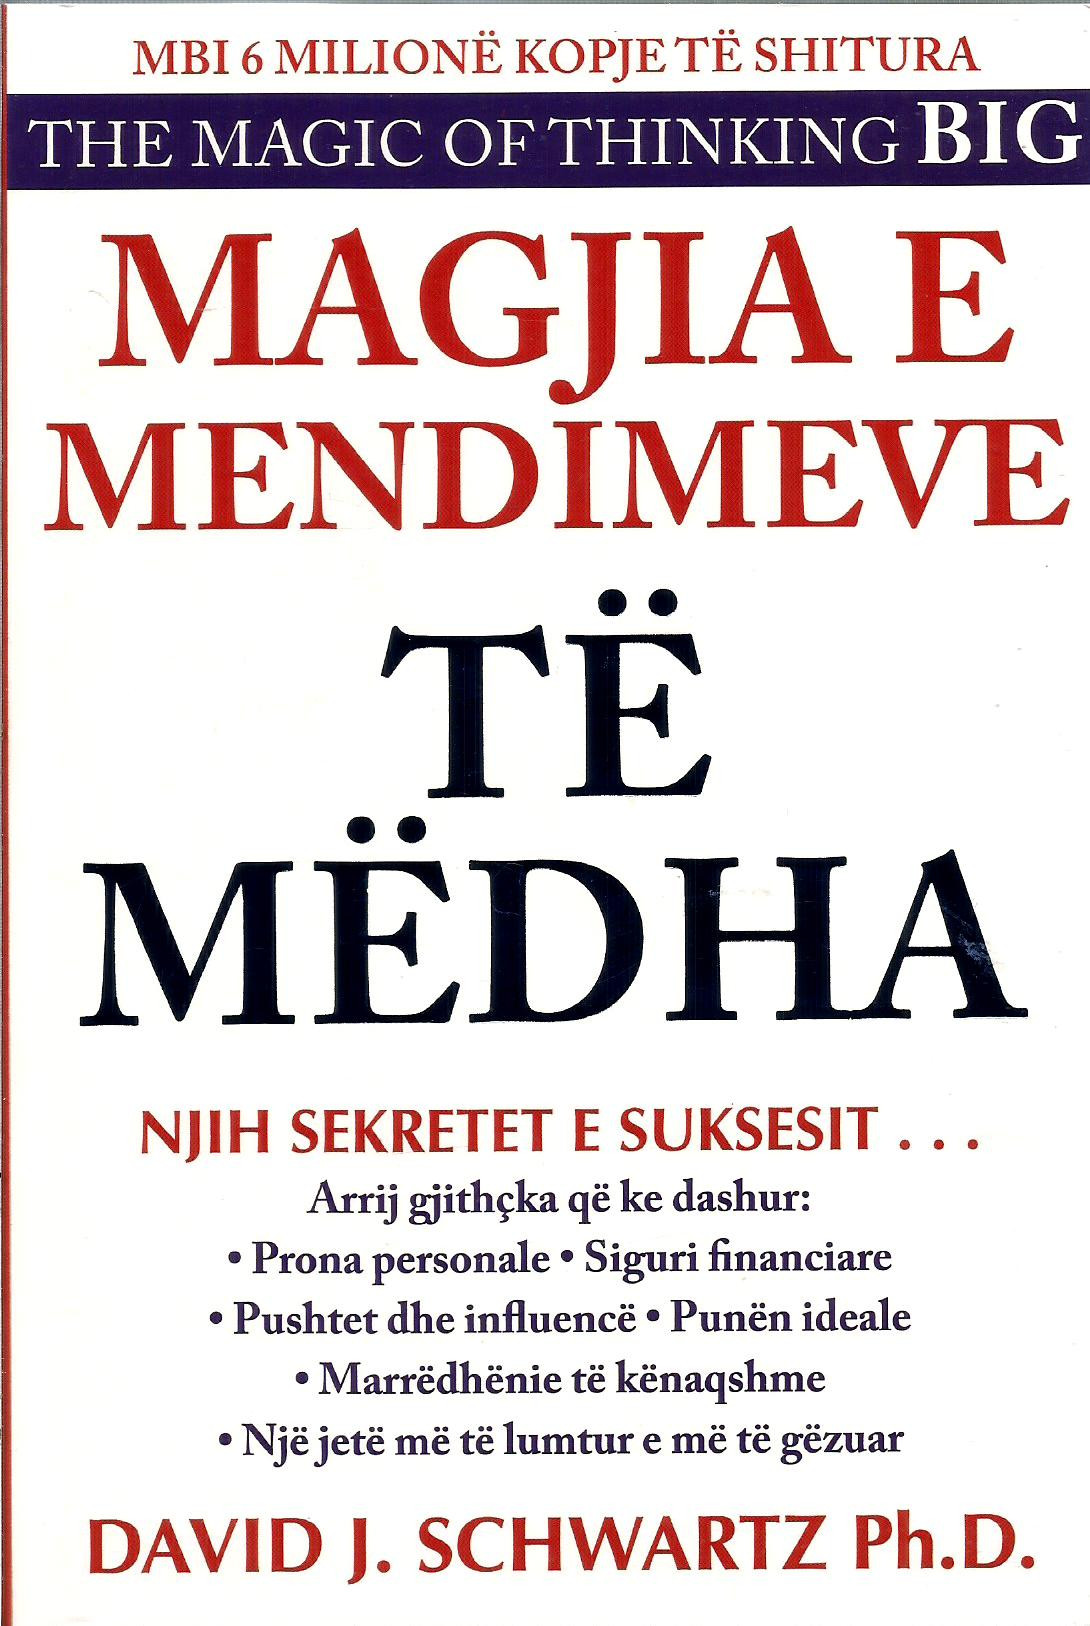 MBI 6 MILIONË KOPJE TË SHITURA
THE MAGIC OF THINKING BIG
MAGJIA E
MENDIMEVE
TË
MËDHA
NJIH SEKRETET E SUKSESIT . . .
Arrij gjithçka që ke dashur:
• Prona personale • Siguri financiare
• Pushtet dhe influencë • Punën ideale
• Marrëdhënie të kënaqshme
• Një jetë më të lumtur e më të gëzuar
DAVID J. SCHWARTZ Ph.D.